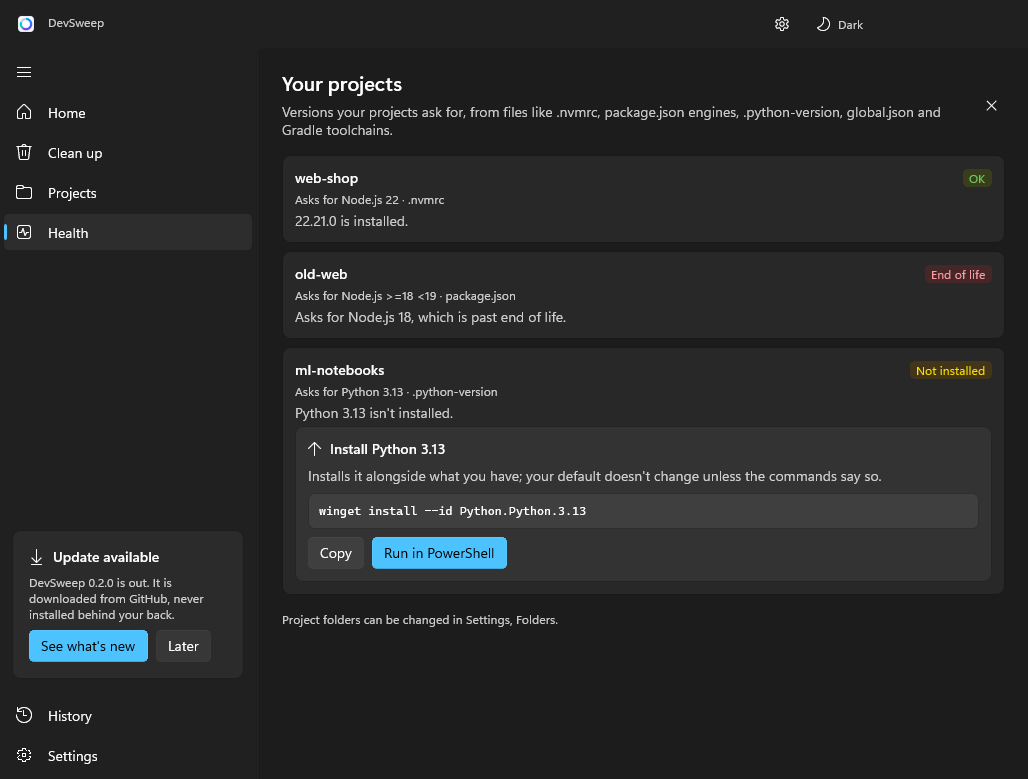 DevSweep
Dark
Home
Clean up
Projects
Health
Update available
DevSweep 0.2.0 is out. It is
downloaded from GitHub, never
installed behind your back.
See what's new
Later
History
Settings
Your projects
Versions your projects ask for, from files like .nvmrc, package.json engines, .python-version, global.json and
Gradle toolchains.
web-shop
OK
Asks for Node.js 22 · .nvmrc
22.21.0 is installed.
old-web
End of life
Asks for Node.js >=18 <19 · package.json
Asks for Node.js 18, which is past end of life.
ml-notebooks
Not installed
Asks for Python 3.13 · .python-version
Python 3.13 isn't installed.
Install Python 3.13
Installs it alongside what you have; your default doesn't change unless the commands say so.
winget install --id Python.Python.3.13
Copy
Run in PowerShell
Project folders can be changed in Settings, Folders.